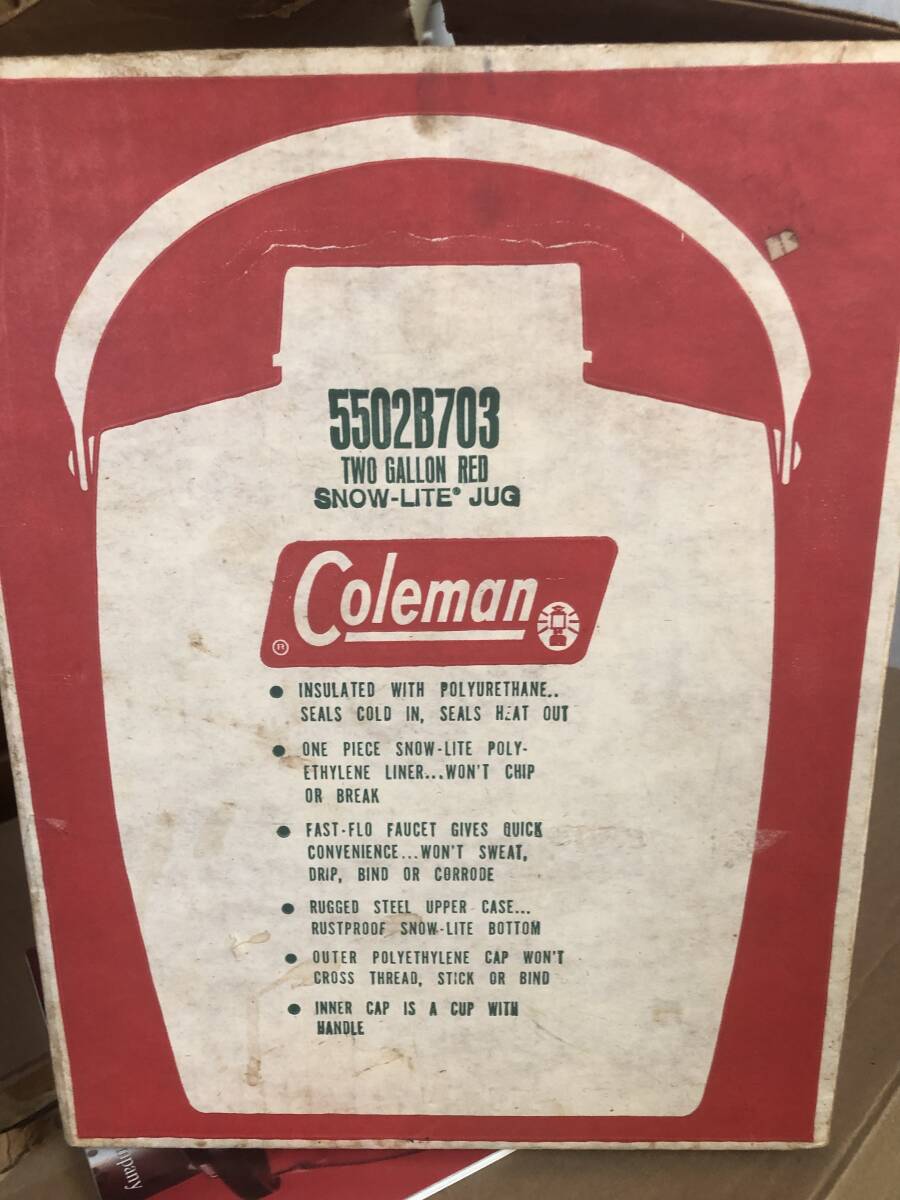 5502B703
TWO GALLON RED
SNOW-LITE® JUG
Coleman
®
● INSULATED WITH POLYURETHANE..
SEALS COLD IN, SEALS HEAT OUT
● ONE PIECE SNOW-LITE POLY-
ETHYLENE LINER...WON'T CHIP
OR BREAK
● FAST-FLO FAUCET GIVES QUICK
CONVENIENCE...WON'T SWEAT,
DRIP, BIND OR CORRODE
● RUGGED STEEL UPPER CASE...
RUSTPROOF SNOW-LITE BOTTOM
● OUTER POLYETHYLENE CAP WON'T
CROSS THREAD, STICK OR BIND
● INNER CAP IS A CUP WITH
HANDLE